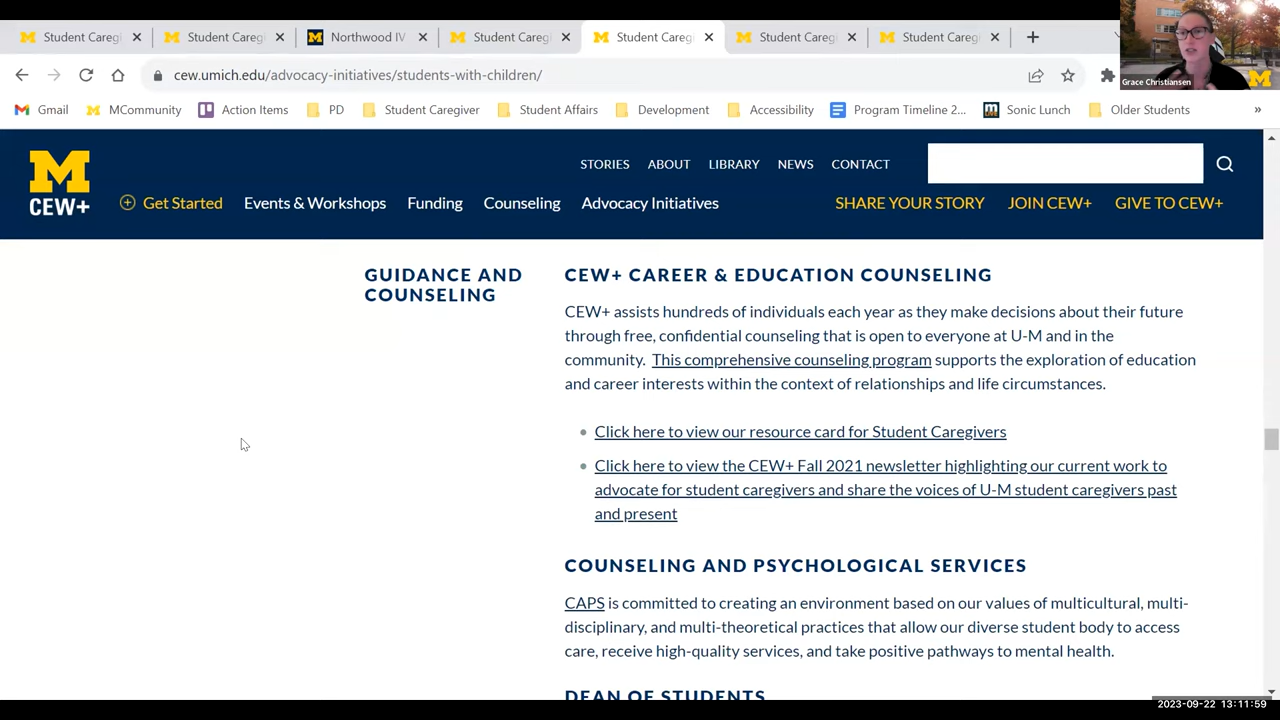 Student Caregi
Student Caregi
Northwood IV
Student Caregi
Student Caregi
Student Caregi
Student Caregi
cew.umich.edu/advocacy-initiatives/students-with-children/
Gmail
MCommunity
Action Items
PD
Student Caregiver
Student Affairs
Development
Accessibility
Program Timeline 2...
Sonic Lunch
Older Students
»
Grace Christiansen
M
CEW+
STORIES
ABOUT
LIBRARY
NEWS
CONTACT
Get Started
Events & Workshops
Funding
Counseling
Advocacy Initiatives
SHARE YOUR STORY
JOIN CEW+
GIVE TO CEW+
GUIDANCE AND
COUNSELING
CEW+ CAREER & EDUCATION COUNSELING
CEW+ assists hundreds of individuals each year as they make decisions about their future
through free, confidential counseling that is open to everyone at U-M and in the
community. This comprehensive counseling program supports the exploration of education
and career interests within the context of relationships and life circumstances.
Click here to view our resource card for Student Caregivers
Click here to view the CEW+ Fall 2021 newsletter highlighting our current work to
advocate for student caregivers and share the voices of U-M student caregivers past
and present
COUNSELING AND PSYCHOLOGICAL SERVICES
CAPS is committed to creating an environment based on our values of multicultural, multi-
disciplinary, and multi-theoretical practices that allow our diverse student body to access
care, receive high-quality services, and take positive pathways to mental health.
DEAN OF STUDENTS
2023-09-22 13:11:59